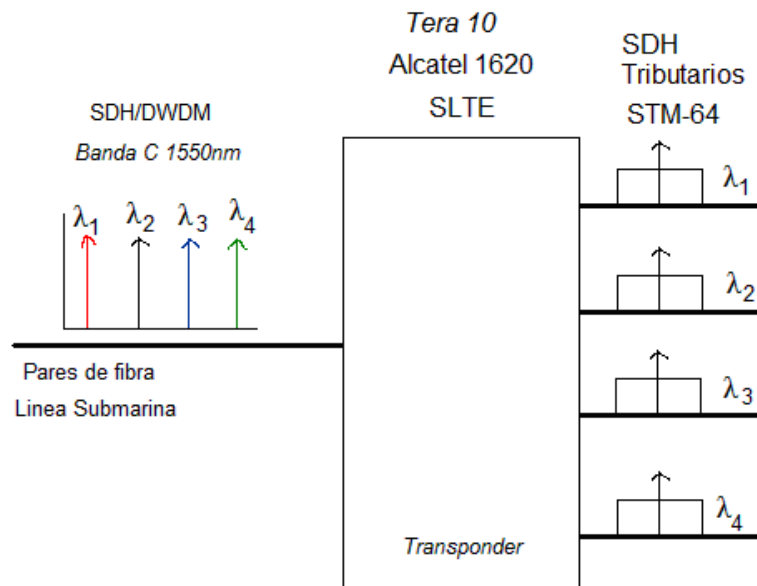 Tera 10
Alcatel 1620
SLTE
SDH
Tributarios
STM-64
SDH/DWDM
Banda C 1550nm
λ1 λ2 λ3 λ4
λ1
λ2
λ3
λ4
Pares de fibra
Linea Submarina
Transponder